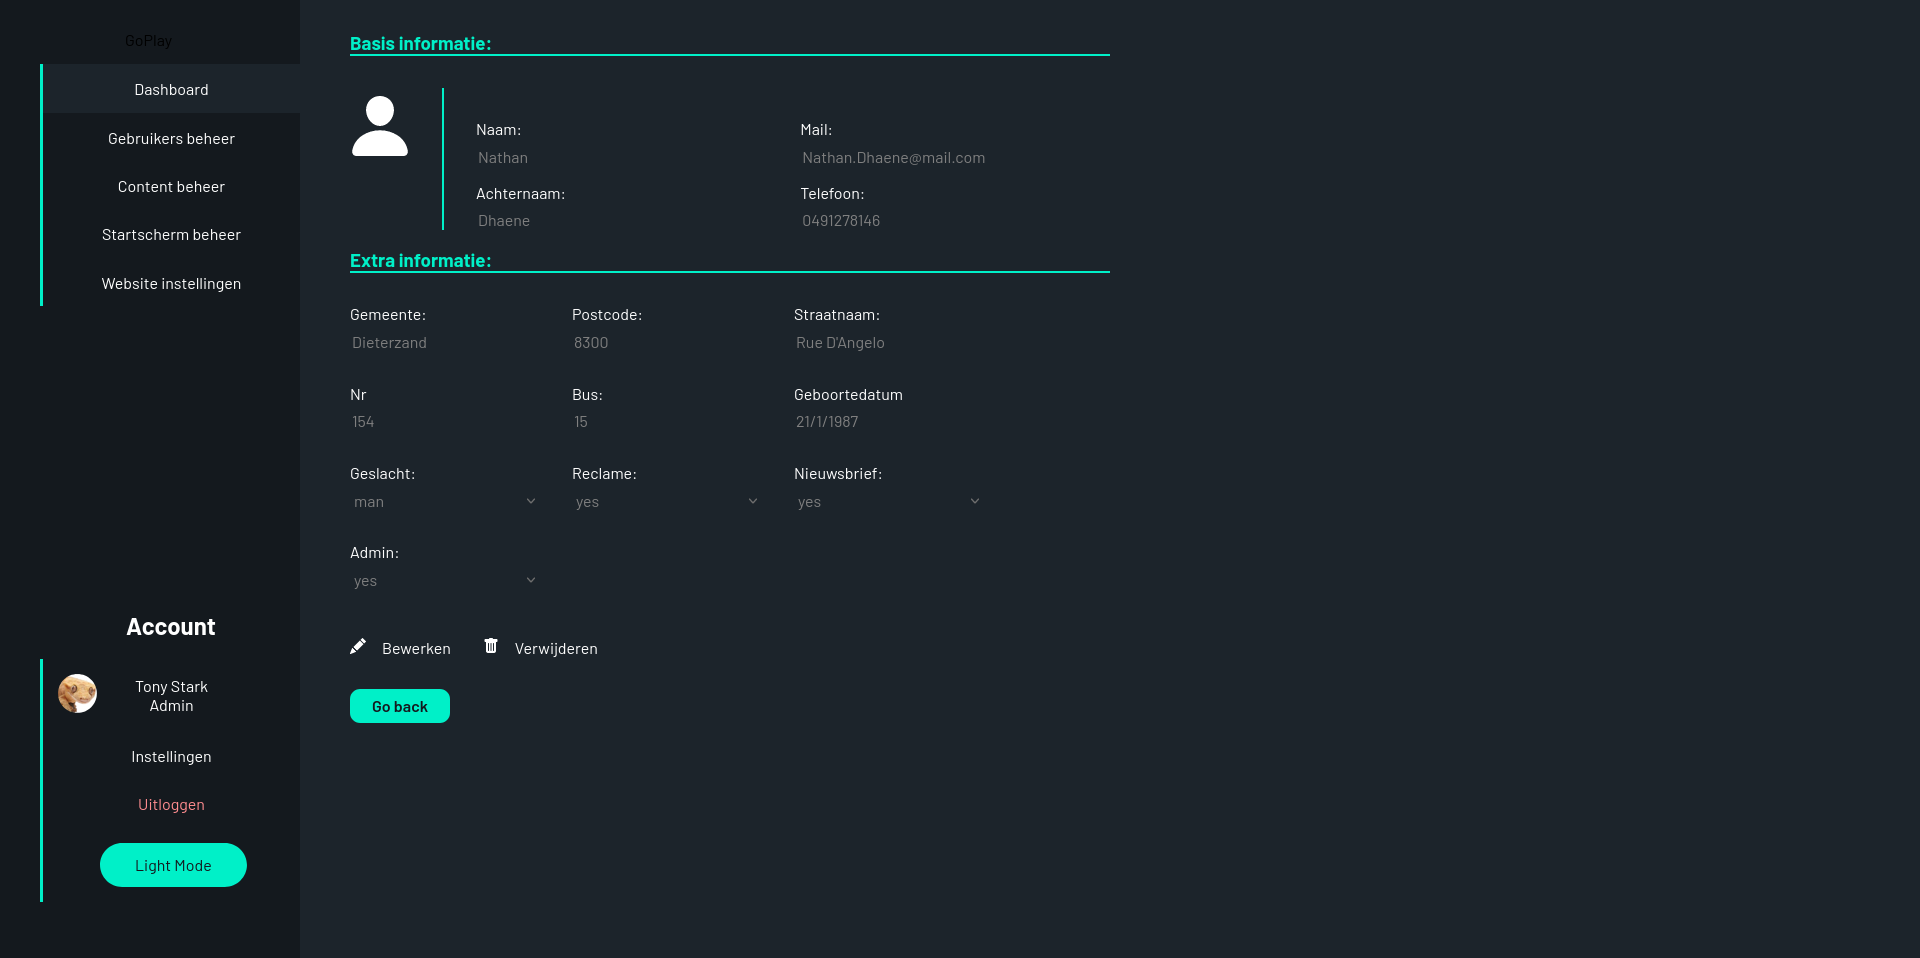 GoPlay
Dashboard
Gebruikers beheer
Content beheer
Startscherm beheer
Website instellingen
Account
Tony Stark
Admin
Instellingen
Uitloggen
Light Mode
Basis informatie:
Naam: Mail:
Nathan Nathan.Dhaene@mail.com
Achternaam: Telefoon:
Dhaene 0491278146
Extra informatie:
Gemeente: Postcode: Straatnaam:
Dieterzand 8300 Rue D'Angelo
Nr Bus: Geboortedatum
154 15 21/1/1987
Geslacht: Reclame: Nieuwsbrief:
man yes yes
Admin:
yes
Bewerken Verwijderen
Go back